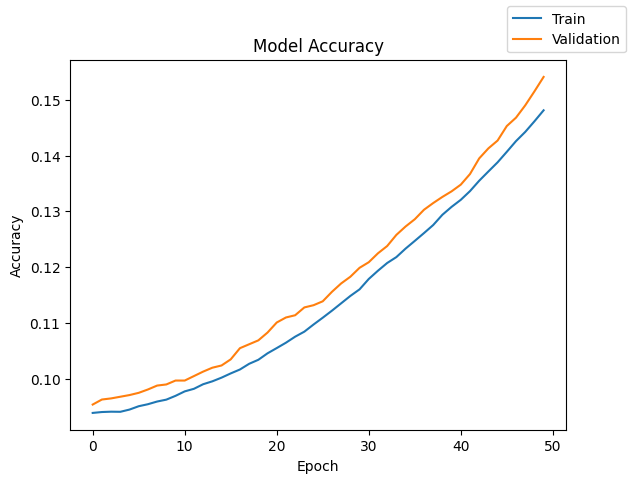 Train
Validation
Model Accuracy
0.15
0.14
0.13
0.12
0.11
0.10
Accuracy
0 10 20 30 40 50
Epoch